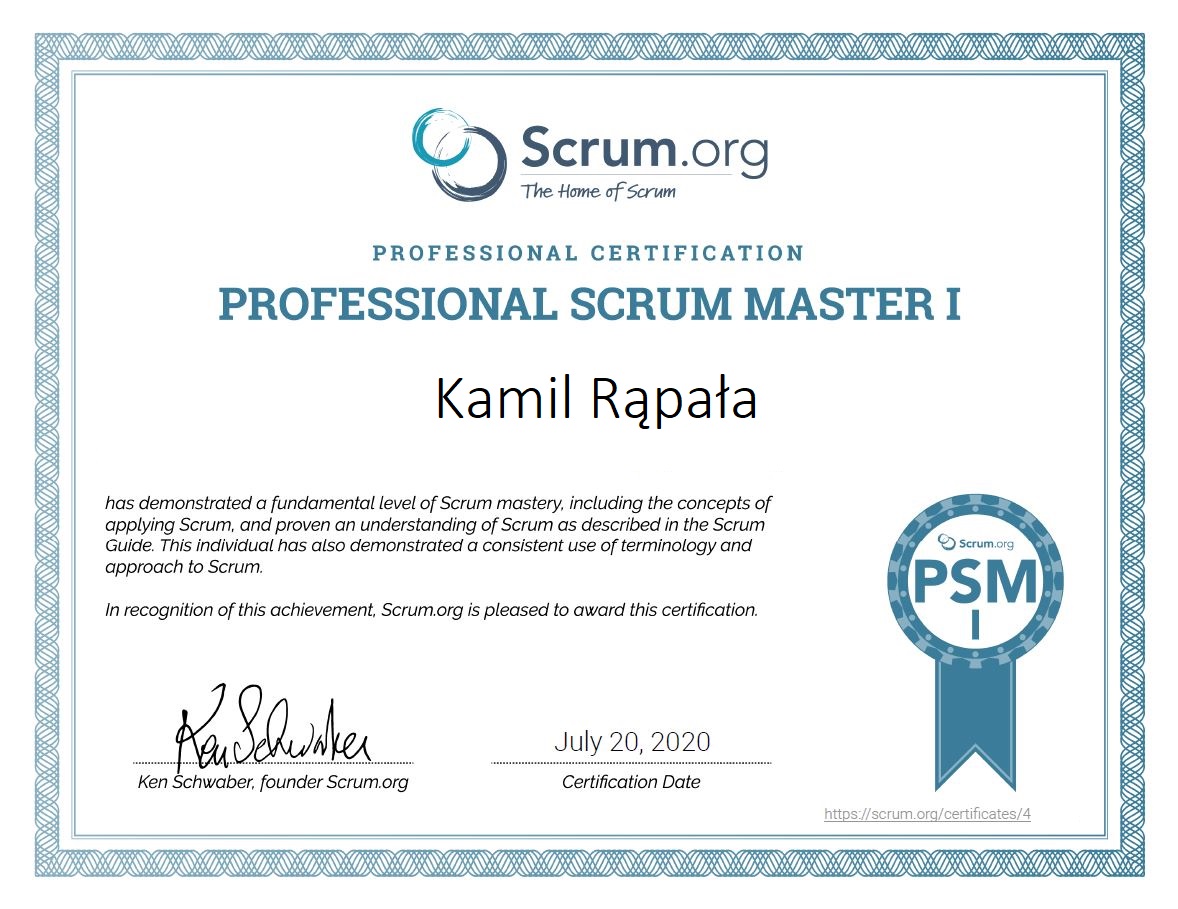 Scrum.org
The Home of Scrum
PROFESSIONAL CERTIFICATION
PROFESSIONAL SCRUM MASTER I
Kamil Rąpała
has demonstrated a fundamental level of Scrum mastery, including the concepts of
applying Scrum, and proven an understanding of Scrum as described in the Scrum
Guide. This individual has also demonstrated a consistent use of terminology and
approach to Scrum.
In recognition of this achievement, Scrum.org is pleased to award this certification.
Scrum.org
PSM
I
Ken Schwaber
July 20, 2020
Ken Schwaber, founder Scrum.org
Certification Date
https://scrum.org/certificates/4